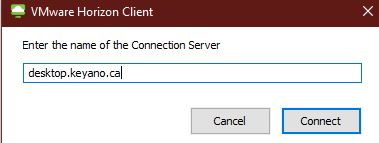 VMware Horizon Client
Enter the name of the Connection Server
desktop.keyano.ca
Cancel
Connect